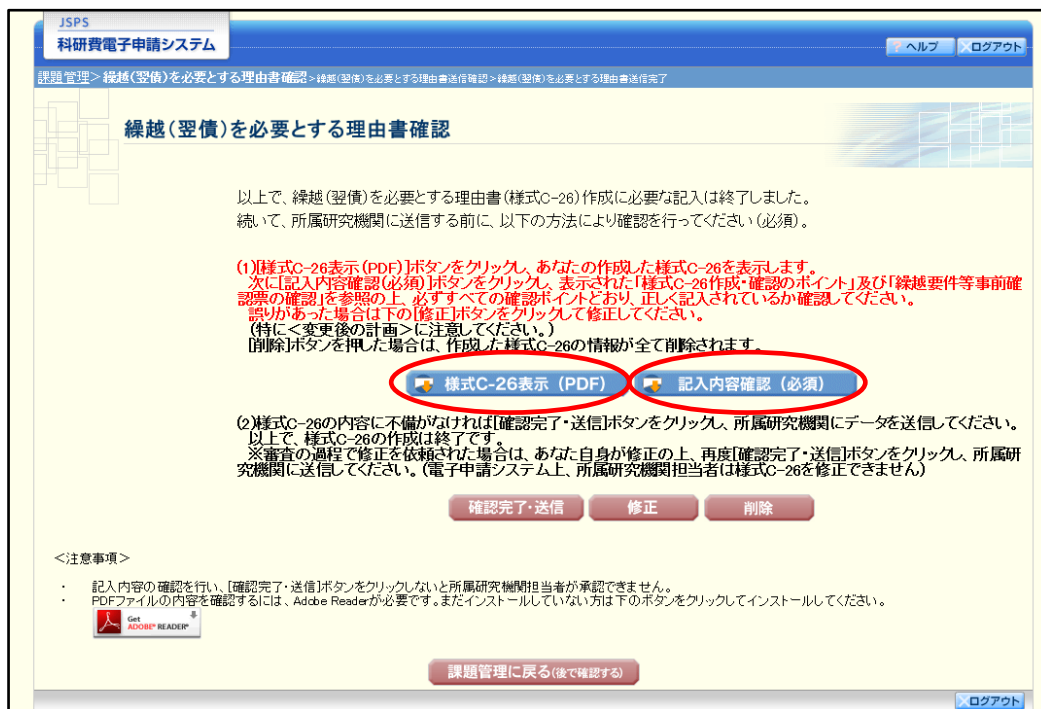 JSPS
科研費電子申請システム
ヘルプ
ログアウト
課題管理>繰越(翌債)を必要とする理由書確認>繰越(翌債)を必要とする理由書送信確認>繰越(翌債)を必要とする理由書送信完了
繰越(翌債)を必要とする理由書確認
以上で、繰越(翌債)を必要とする理由書(様式C-26)作成に必要な記入は終了しました。
続いて、所属研究機関に送信する前に、以下の方法により確認を行ってください(必須)。
(1)[様式C-26表示(PDF)]ボタンをクリックし、あなたの作成した様式C-26を表示します。
次に[記入内容確認(必須)]ボタンをクリックし、表示された「様式C-26作成・確認のポイント」及び「繰越要件等事前確
認票の確認」を参照の上、必ずすべての確認ポイントどおり、正しく記入されているか確認してください。
誤りがあった場合は下の[修正]ボタンをクリックして修正してください。
(特に<変更後の計画>に注意してください。)
[削除]ボタンを押した場合は、作成した様式C-26の情報が全て削除されます。
様式C-26表示(PDF)
記入内容確認(必須)
(2)様式C-26の内容に不備がなければ[確認完了・送信]ボタンをクリックし、所属研究機関にデータを送信してください。
以上で、様式C-26の作成は終了です。
※審査の過程で修正を依頼された場合は、あなた自身が修正の上、再度[確認完了・送信]ボタンをクリックし、所属研
究機関に送信してください。(電子申請システム上、所属研究機関担当者は様式C-26を修正できません)
確認完了・送信
修正
削除
<注意事項>
・ 記入内容の確認を行い、[確認完了・送信]ボタンをクリックしないと所属研究機関担当者が承認できません。
・ PDFファイルの内容を確認するには、Adobe Readerが必要です。まだインストールしていない方は下のボタンをクリックしてインストールしてください。
Get
ADOBE® READER®
課題管理に戻る(後で確認する)
ログアウト